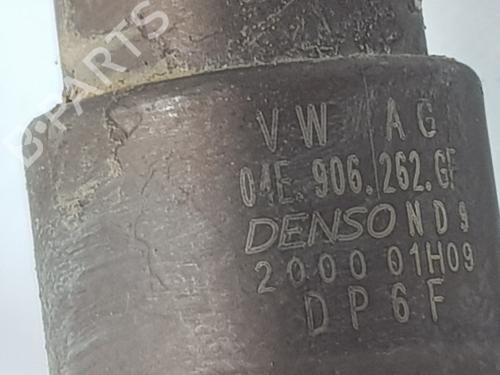 B-PARTS
VW AG
04E.906.262.GF
DENSO ND9
2000 01H09
DP6F